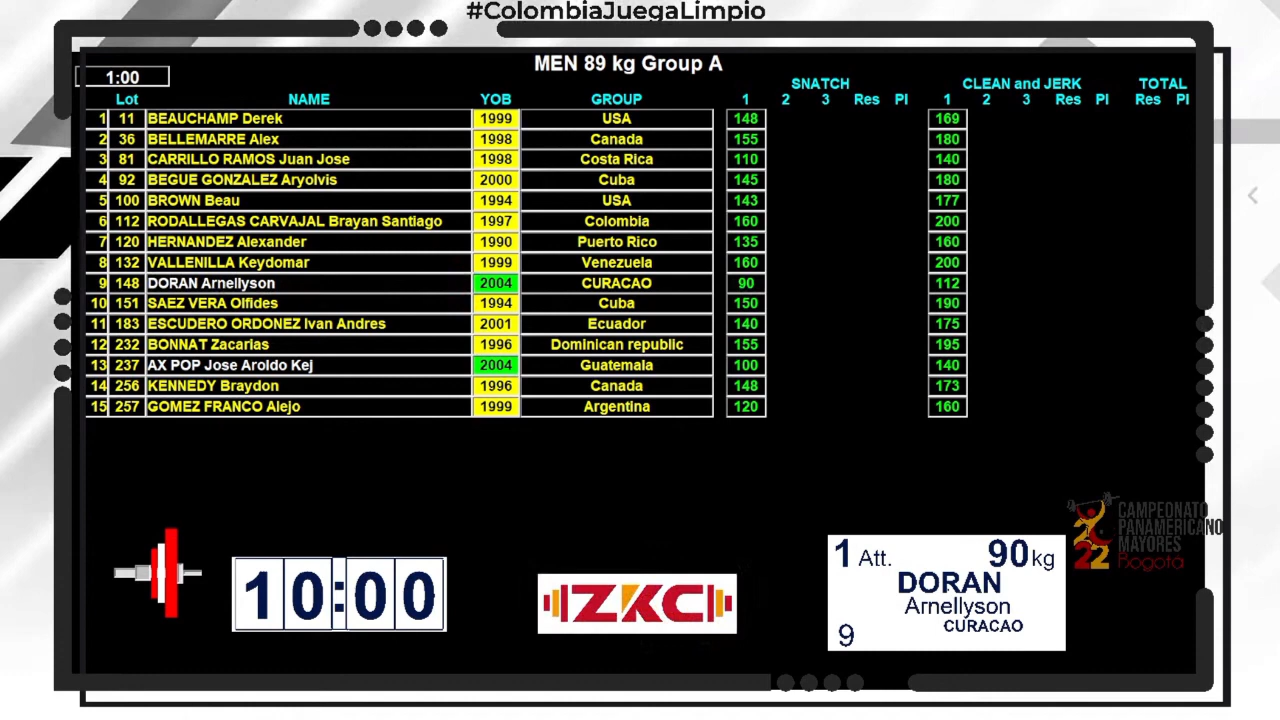 #ColombiaJuegaLimpio
MEN 89 kg Group A
1:00
SNATCH CLEAN and JERK TOTAL
Lot NAME YOB GROUP 1 2 3 Res Pl 1 2 3 Res Pl Res Pl
1 11 BEAUCHAMP Derek 1999 USA 148 169
2 36 BELLEMARRE Alex 1998 Canada 155 180
3 81 CARRILLO RAMOS Juan Jose 1998 Costa Rica 110 140
4 92 BEGUE GONZALEZ Aryolvis 2000 Cuba 145 180
5 100 BROWN Beau 1994 USA 143 177
6 112 RODALLEGAS CARVAJAL Brayan Santiago 1997 Colombia 160 200
7 120 HERNANDEZ Alexander 1990 Puerto Rico 135 160
8 132 VALLENILLA Keydomar 1999 Venezuela 160 200
9 148 DORAN Arnellyson 2004 CURACAO 90 112
10 151 SAEZ VERA Olfides 1994 Cuba 150 190
11 183 ESCUDERO ORDONEZ Ivan Andres 2001 Ecuador 140 175
12 232 BONNAT Zacarias 1996 Dominican republic 155 195
13 237 AX POP Jose Aroldo Kej 2004 Guatemala 100 140
14 256 KENNEDY Braydon 1996 Canada 148 173
15 257 GOMEZ FRANCO Alejo 1999 Argentina 120 160
10:00
ZKC
1 Att. 90kg
DORAN
Arnellyson
CURACAO
9
CAMPEONATO
PANAMERICANO
MAYORES
22 Bogotá